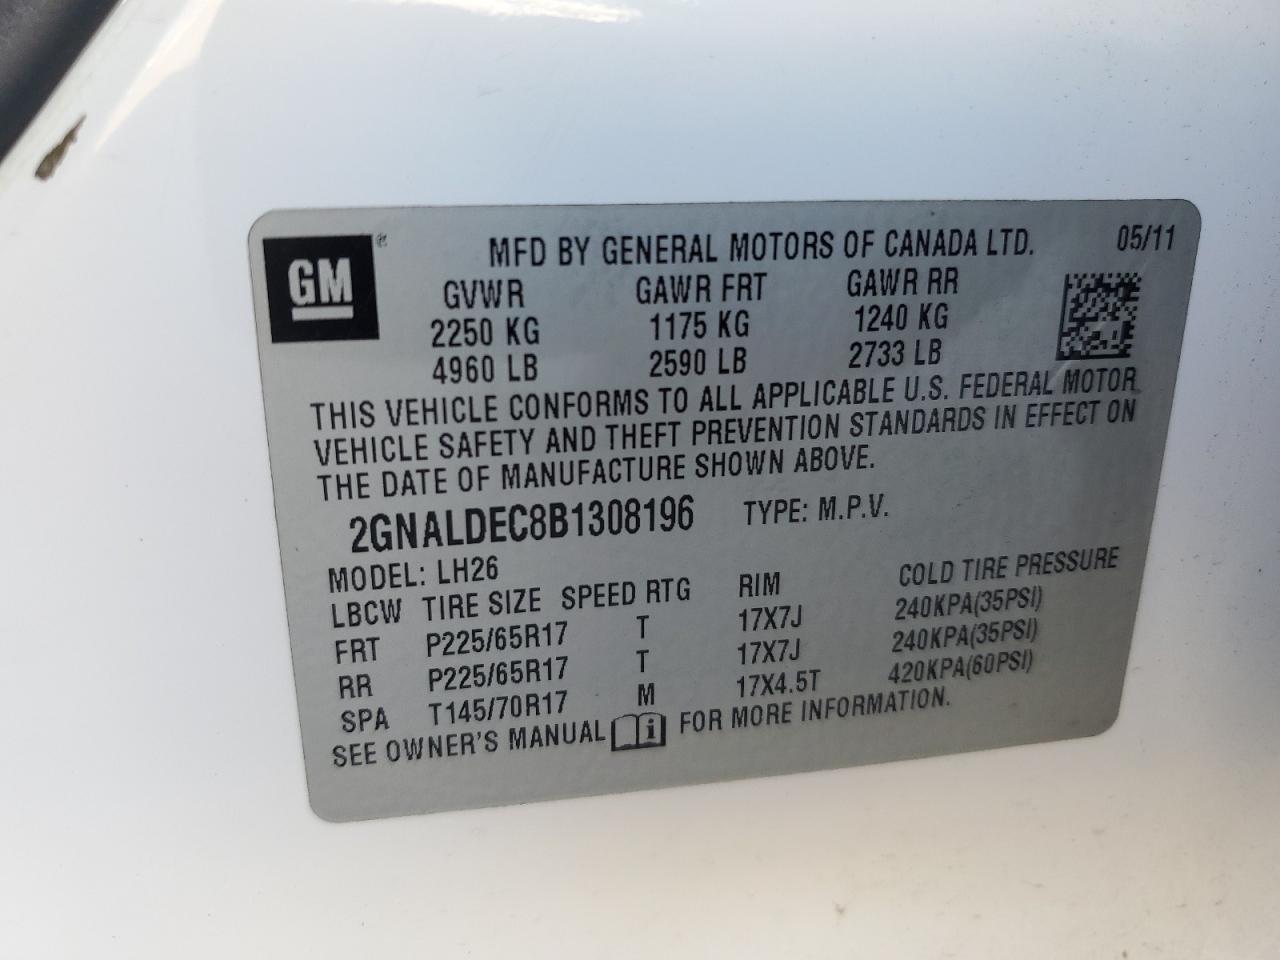 GM ®
MFD BY GENERAL MOTORS OF CANADA LTD. 05/11
GVWR GAWR FRT GAWR RR
2250 KG 1175 KG 1240 KG
4960 LB 2590 LB 2733 LB
THIS VEHICLE CONFORMS TO ALL APPLICABLE U.S. FEDERAL MOTOR
VEHICLE SAFETY AND THEFT PREVENTION STANDARDS IN EFFECT ON
THE DATE OF MANUFACTURE SHOWN ABOVE.
2GNALDEC8B1308196 TYPE: M.P.V.
MODEL: LH26
LBCW TIRE SIZE SPEED RTG RIM COLD TIRE PRESSURE
FRT P225/65R17 T 17X7J 240KPA(35PSI)
RR P225/65R17 T 17X7J 240KPA(35PSI)
SPA T145/70R17 M 17X4.5T 420KPA(60PSI)
SEE OWNER'S MANUAL i FOR MORE INFORMATION.